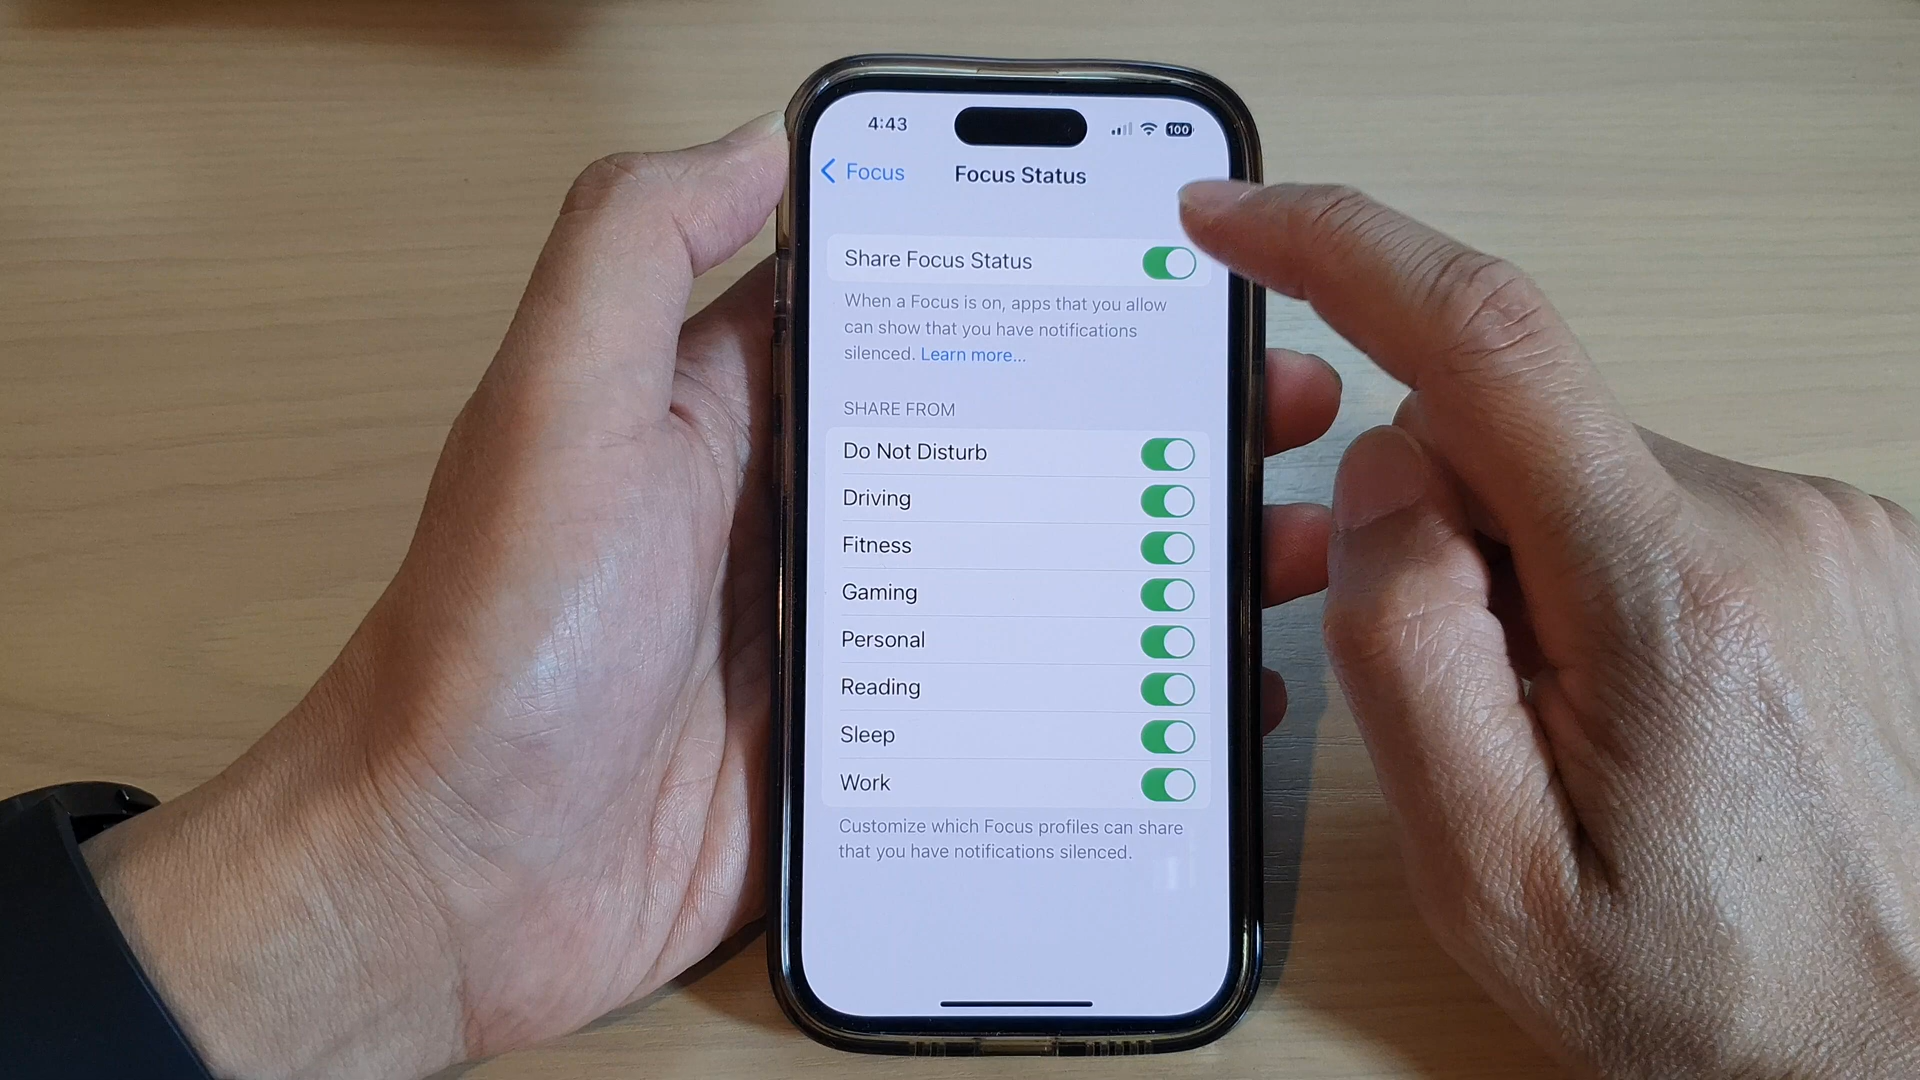 4:43
100
Focus
Focus Status
Share Focus Status
When a Focus is on, apps that you allow
can show that you have notifications
silenced. Learn more...
SHARE FROM
Do Not Disturb
Driving
Fitness
Gaming
Personal
Reading
Sleep
Work
Customize which Focus profiles can share
that you have notifications silenced.